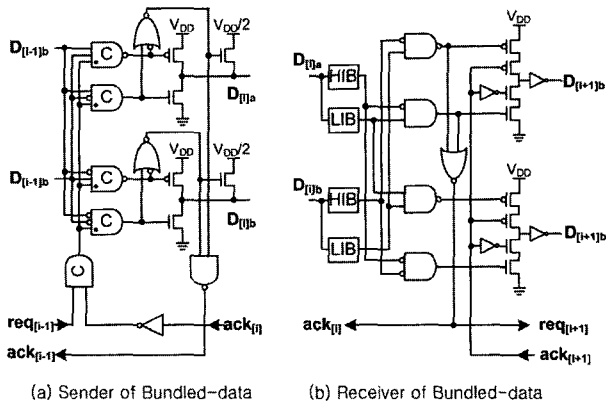 D[i-1]b
C
C
VDD
VDD/2
D[i]a
D[i-1]b
C
C
VDD
VDD/2
D[i]b
C
req[i-1]
ack[i]
ack[i-1]
(a) Sender of Bundled-data
D[i]a
HIB
LIB
VDD
D[i+1]b
D[i]b
HIB
LIB
VDD
D[i+1]b
ack[i]
req[i+1]
ack[i+1]
(b) Receiver of Bundled-data